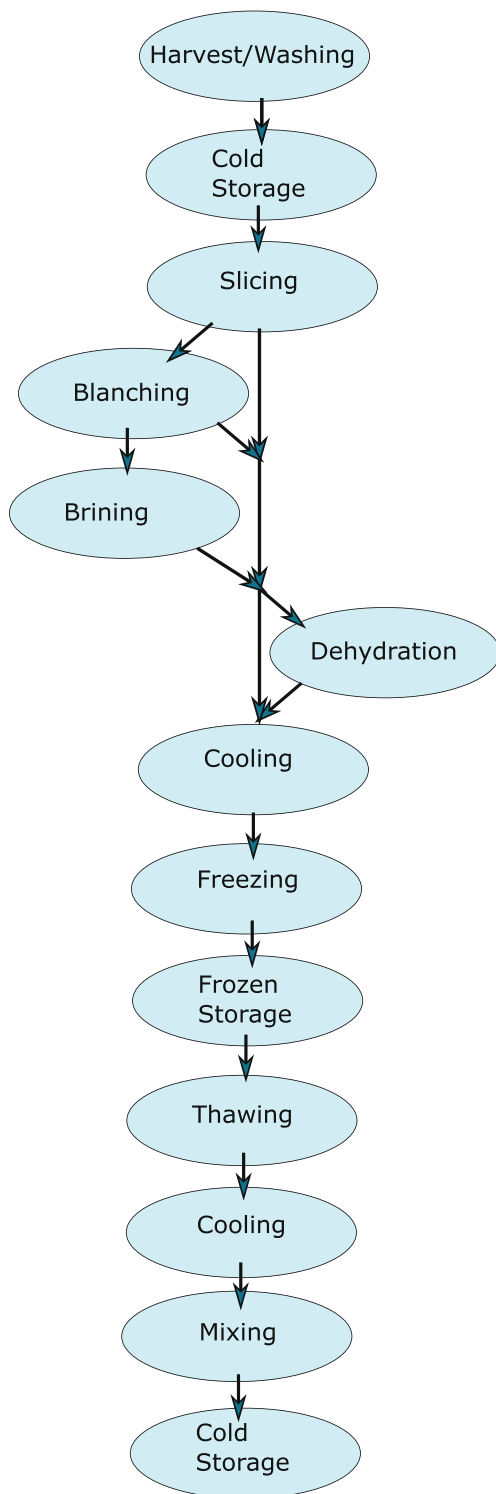 Harvest/Washing
Cold
Storage
Slicing
Blanching
Brining
Dehydration
Cooling
Freezing
Frozen
Storage
Thawing
Cooling
Mixing
Cold
Storage